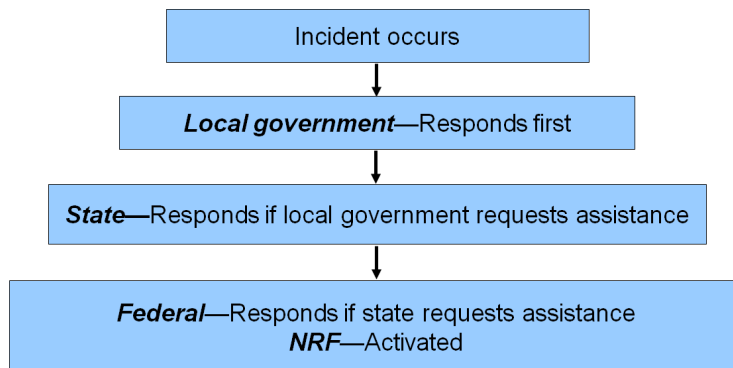 Incident occurs
Local government—Responds first
State—Responds if local government requests assistance
Federal—Responds if state requests assistance
NRF—Activated